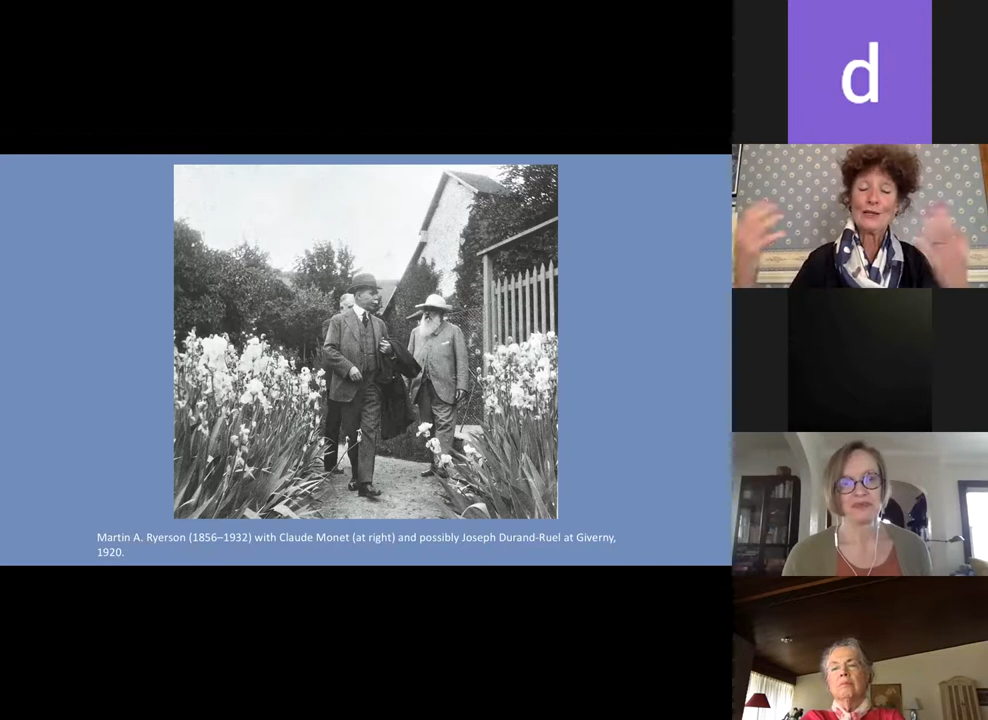 d
Martin A. Ryerson (1856–1932) with Claude Monet (at right) and possibly Joseph Durand-Ruel at Giverny,
1920.